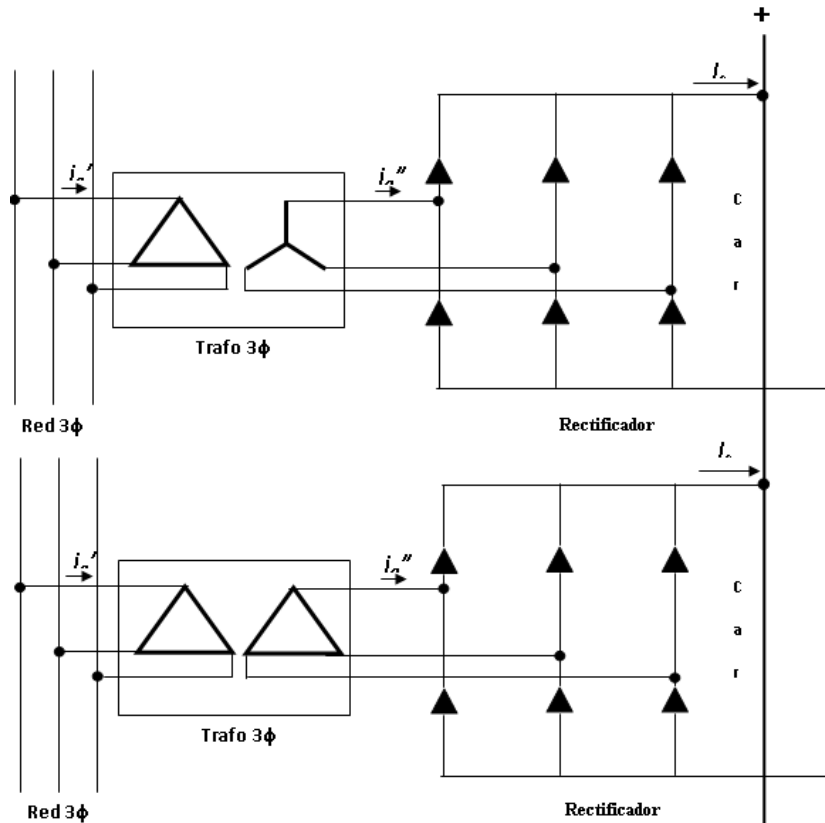 +
Trafo 3ϕ
Red 3ϕ
Rectificador
C
a
r
Trafo 3ϕ
Red 3ϕ
Rectificador
C
a
r